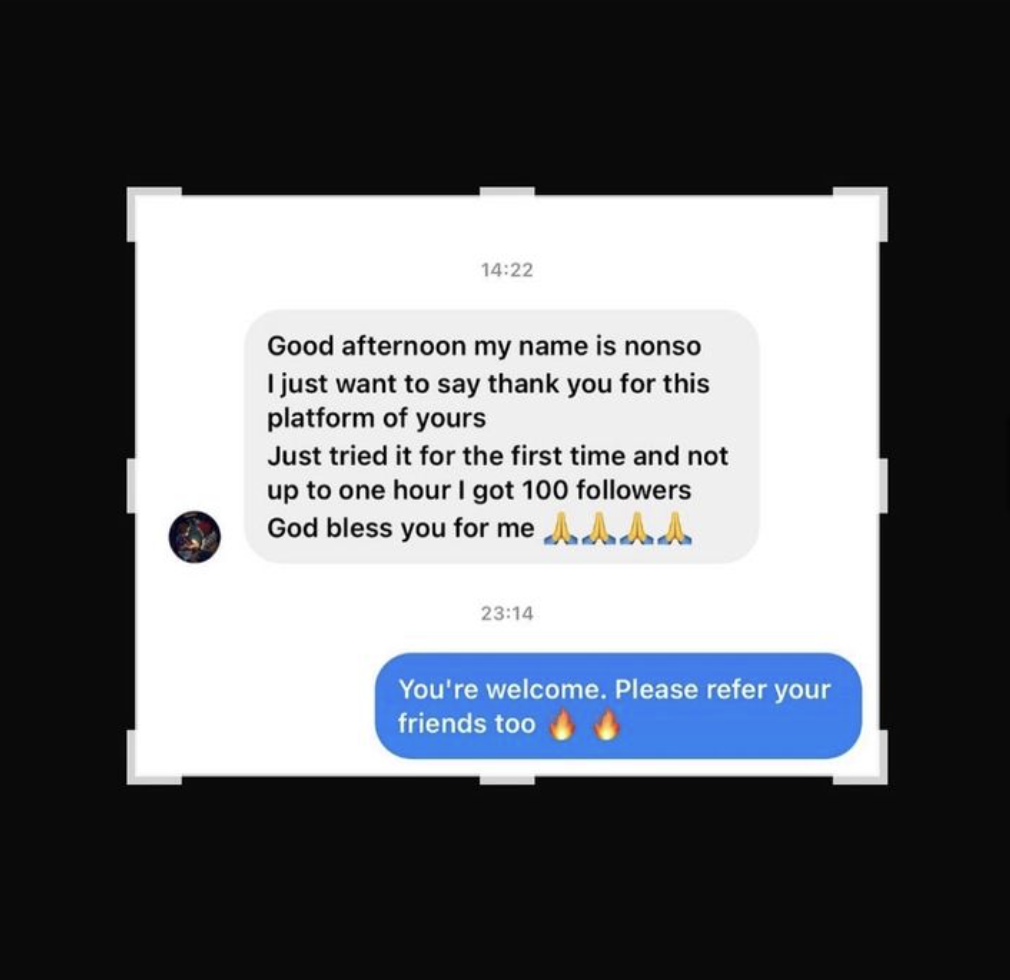 14:22
Good afternoon my name is nonso
I just want to say thank you for this
platform of yours
Just tried it for the first time and not
up to one hour I got 100 followers
God bless you for me 🙏🙏🙏🙏
23:14
You're welcome. Please refer your
friends too 🔥 🔥